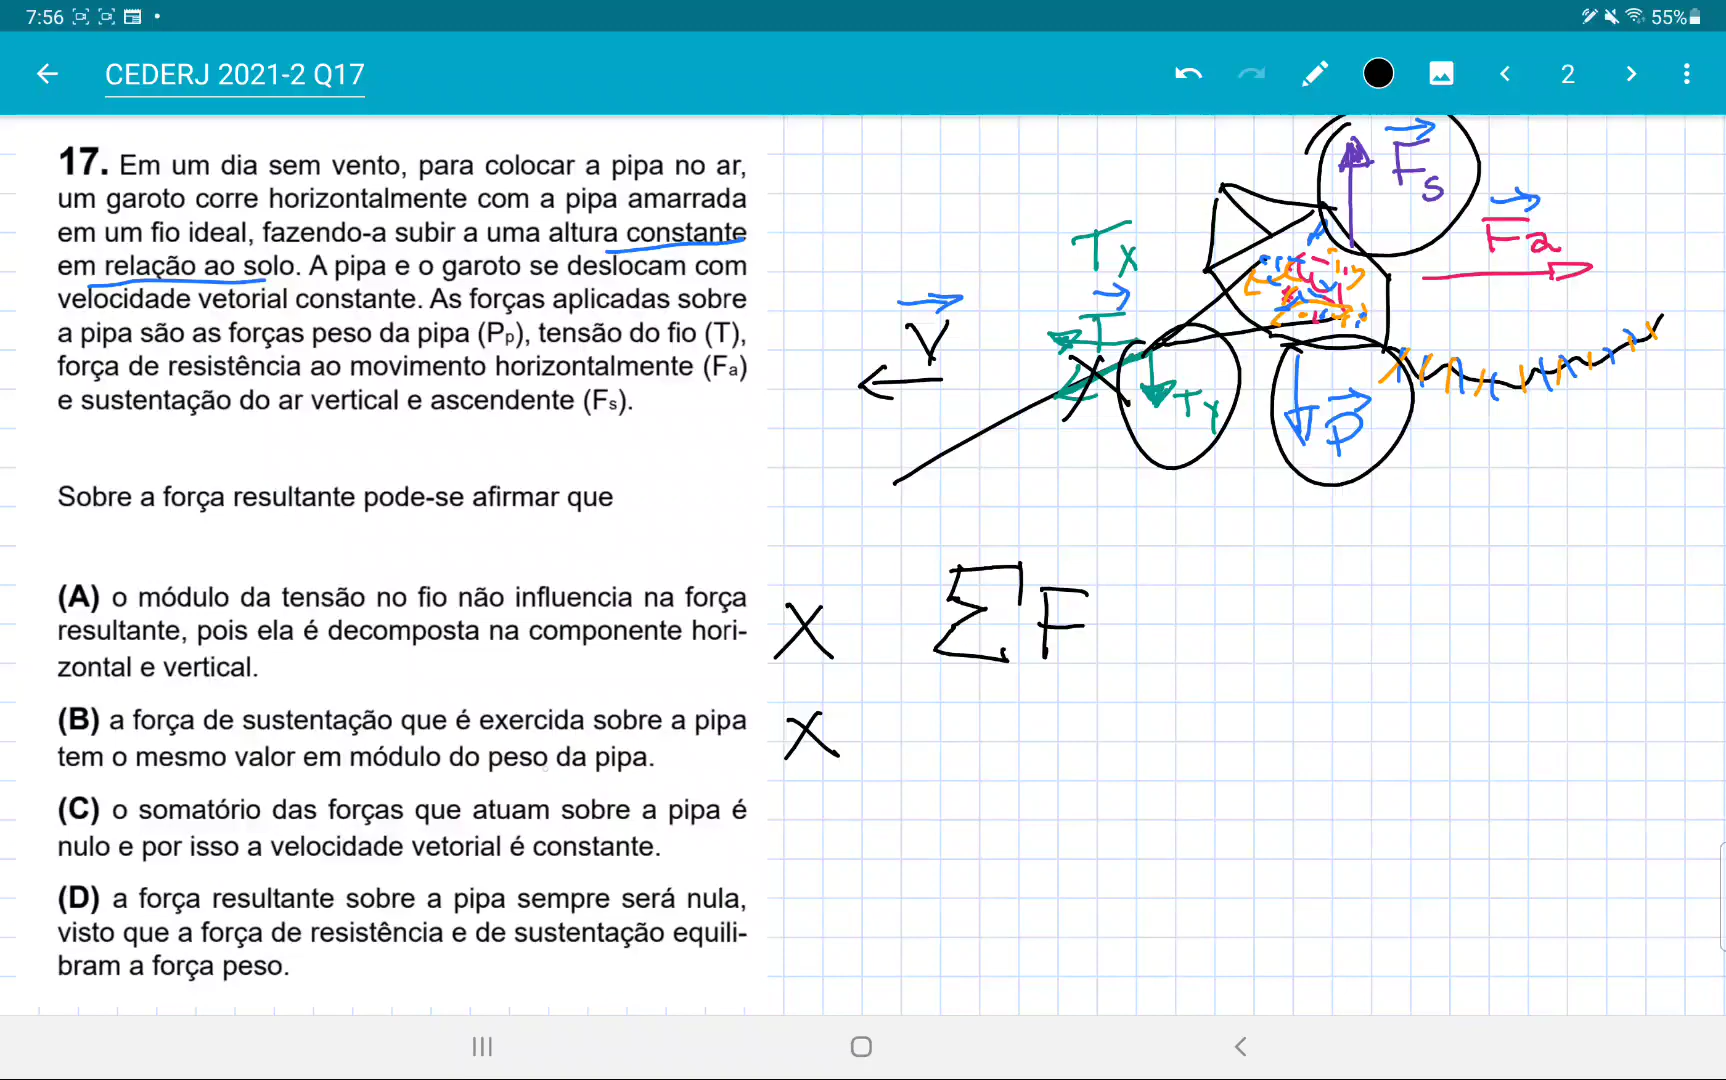 7:56
55%
CEDERJ 2021-2 Q17
2
17. Em um dia sem vento, para colocar a pipa no ar,
um garoto corre horizontalmente com a pipa amarrada
em um fio ideal, fazendo-a subir a uma altura constante
em relação ao solo. A pipa e o garoto se deslocam com
velocidade vetorial constante. As forças aplicadas sobre
a pipa são as forças peso da pipa (Pp), tensão do fio (T),
força de resistência ao movimento horizontalmente (Fa)
e sustentação do ar vertical e ascendente (Fs).
Sobre a força resultante pode-se afirmar que
(A) o módulo da tensão no fio não influencia na força
resultante, pois ela é decomposta na componente hori-
zontal e vertical.
(B) a força de sustentação que é exercida sobre a pipa
tem o mesmo valor em módulo do peso da pipa.
(C) o somatório das forças que atuam sobre a pipa é
nulo e por isso a velocidade vetorial é constante.
(D) a força resultante sobre a pipa sempre será nula,
visto que a força de resistência e de sustentação equili-
bram a força peso.
Fs
Fa
Tx
T
V
Ty
P
X
ΣF
X